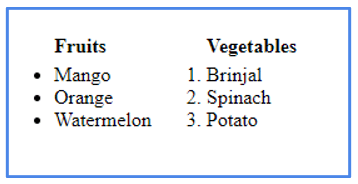 Fruits Vegetables
• Mango 1. Brinjal
• Orange 2. Spinach
• Watermelon 3. Potato